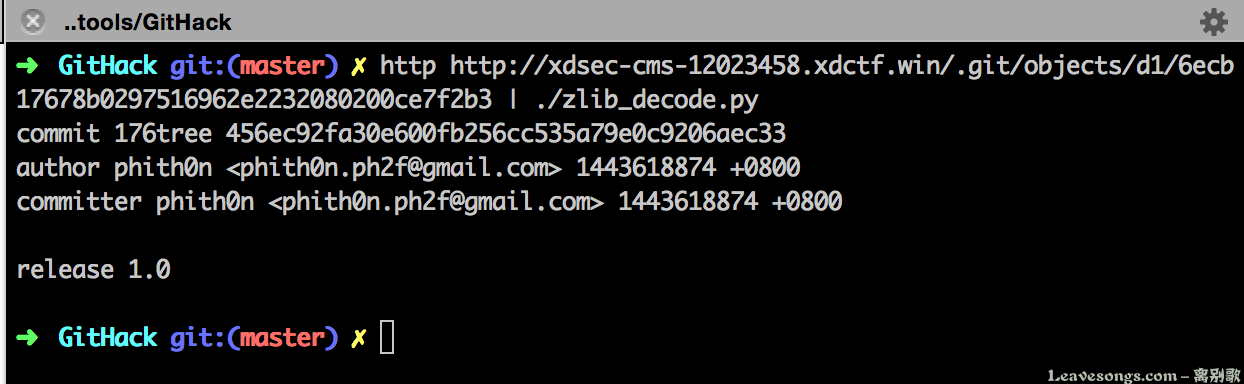 ..tools/GitHack
➜ GitHack git:(master) ✗ http http://xdsec-cms-12023458.xdctf.win/.git/objects/d1/6ecb
17678b0297516962e2232080200ce7f2b3 | ./zlib_decode.py
commit 176tree 456ec92fa30e600fb256cc535a79e0c9206aec33
author phith0n <phith0n.ph2f@gmail.com> 1443618874 +0800
committer phith0n <phith0n.ph2f@gmail.com> 1443618874 +0800
release 1.0
➜ GitHack git:(master) ✗
Leavesongs.com – 离别歌